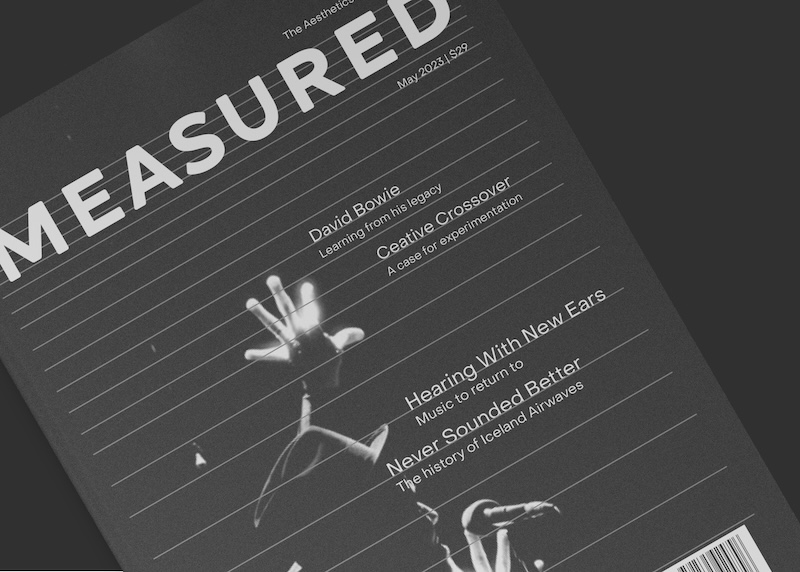 The Aesthetics
MEASURED
May 2023 | $29
David Bowie
Learning from his legacy
Ceative Crossover
A case for experimentation
Hearing With New Ears
Music to return to
Never Sounded Better
The history of Iceland Airwaves